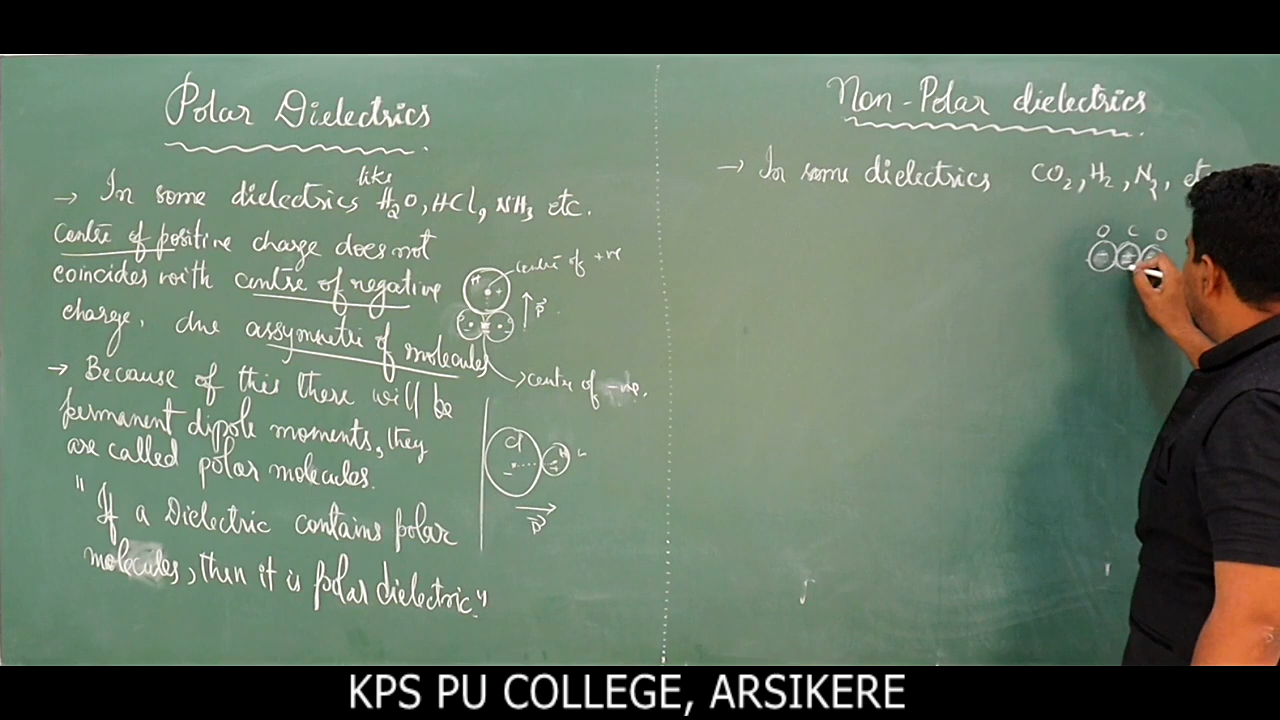 Polar Dielectrics
like
→ In some dielectrics H2O, HCl, NH3 etc.
centre of positive charge does not
coincides with centre of negative
charge, due assymetri of molecules
→ Because of this there will be
permanent dipole moments, they
are called polar molecules.
" If a Dielectric contains polar
molecules, then it is polar dielectric."
centre of +ve
H
+
P
centre of -ve.
Cl
-
P
Non-Polar dielectrics
→ In some dielectrics CO2, H2, N2, etc
O C O
KPS PU COLLEGE, ARSIKERE